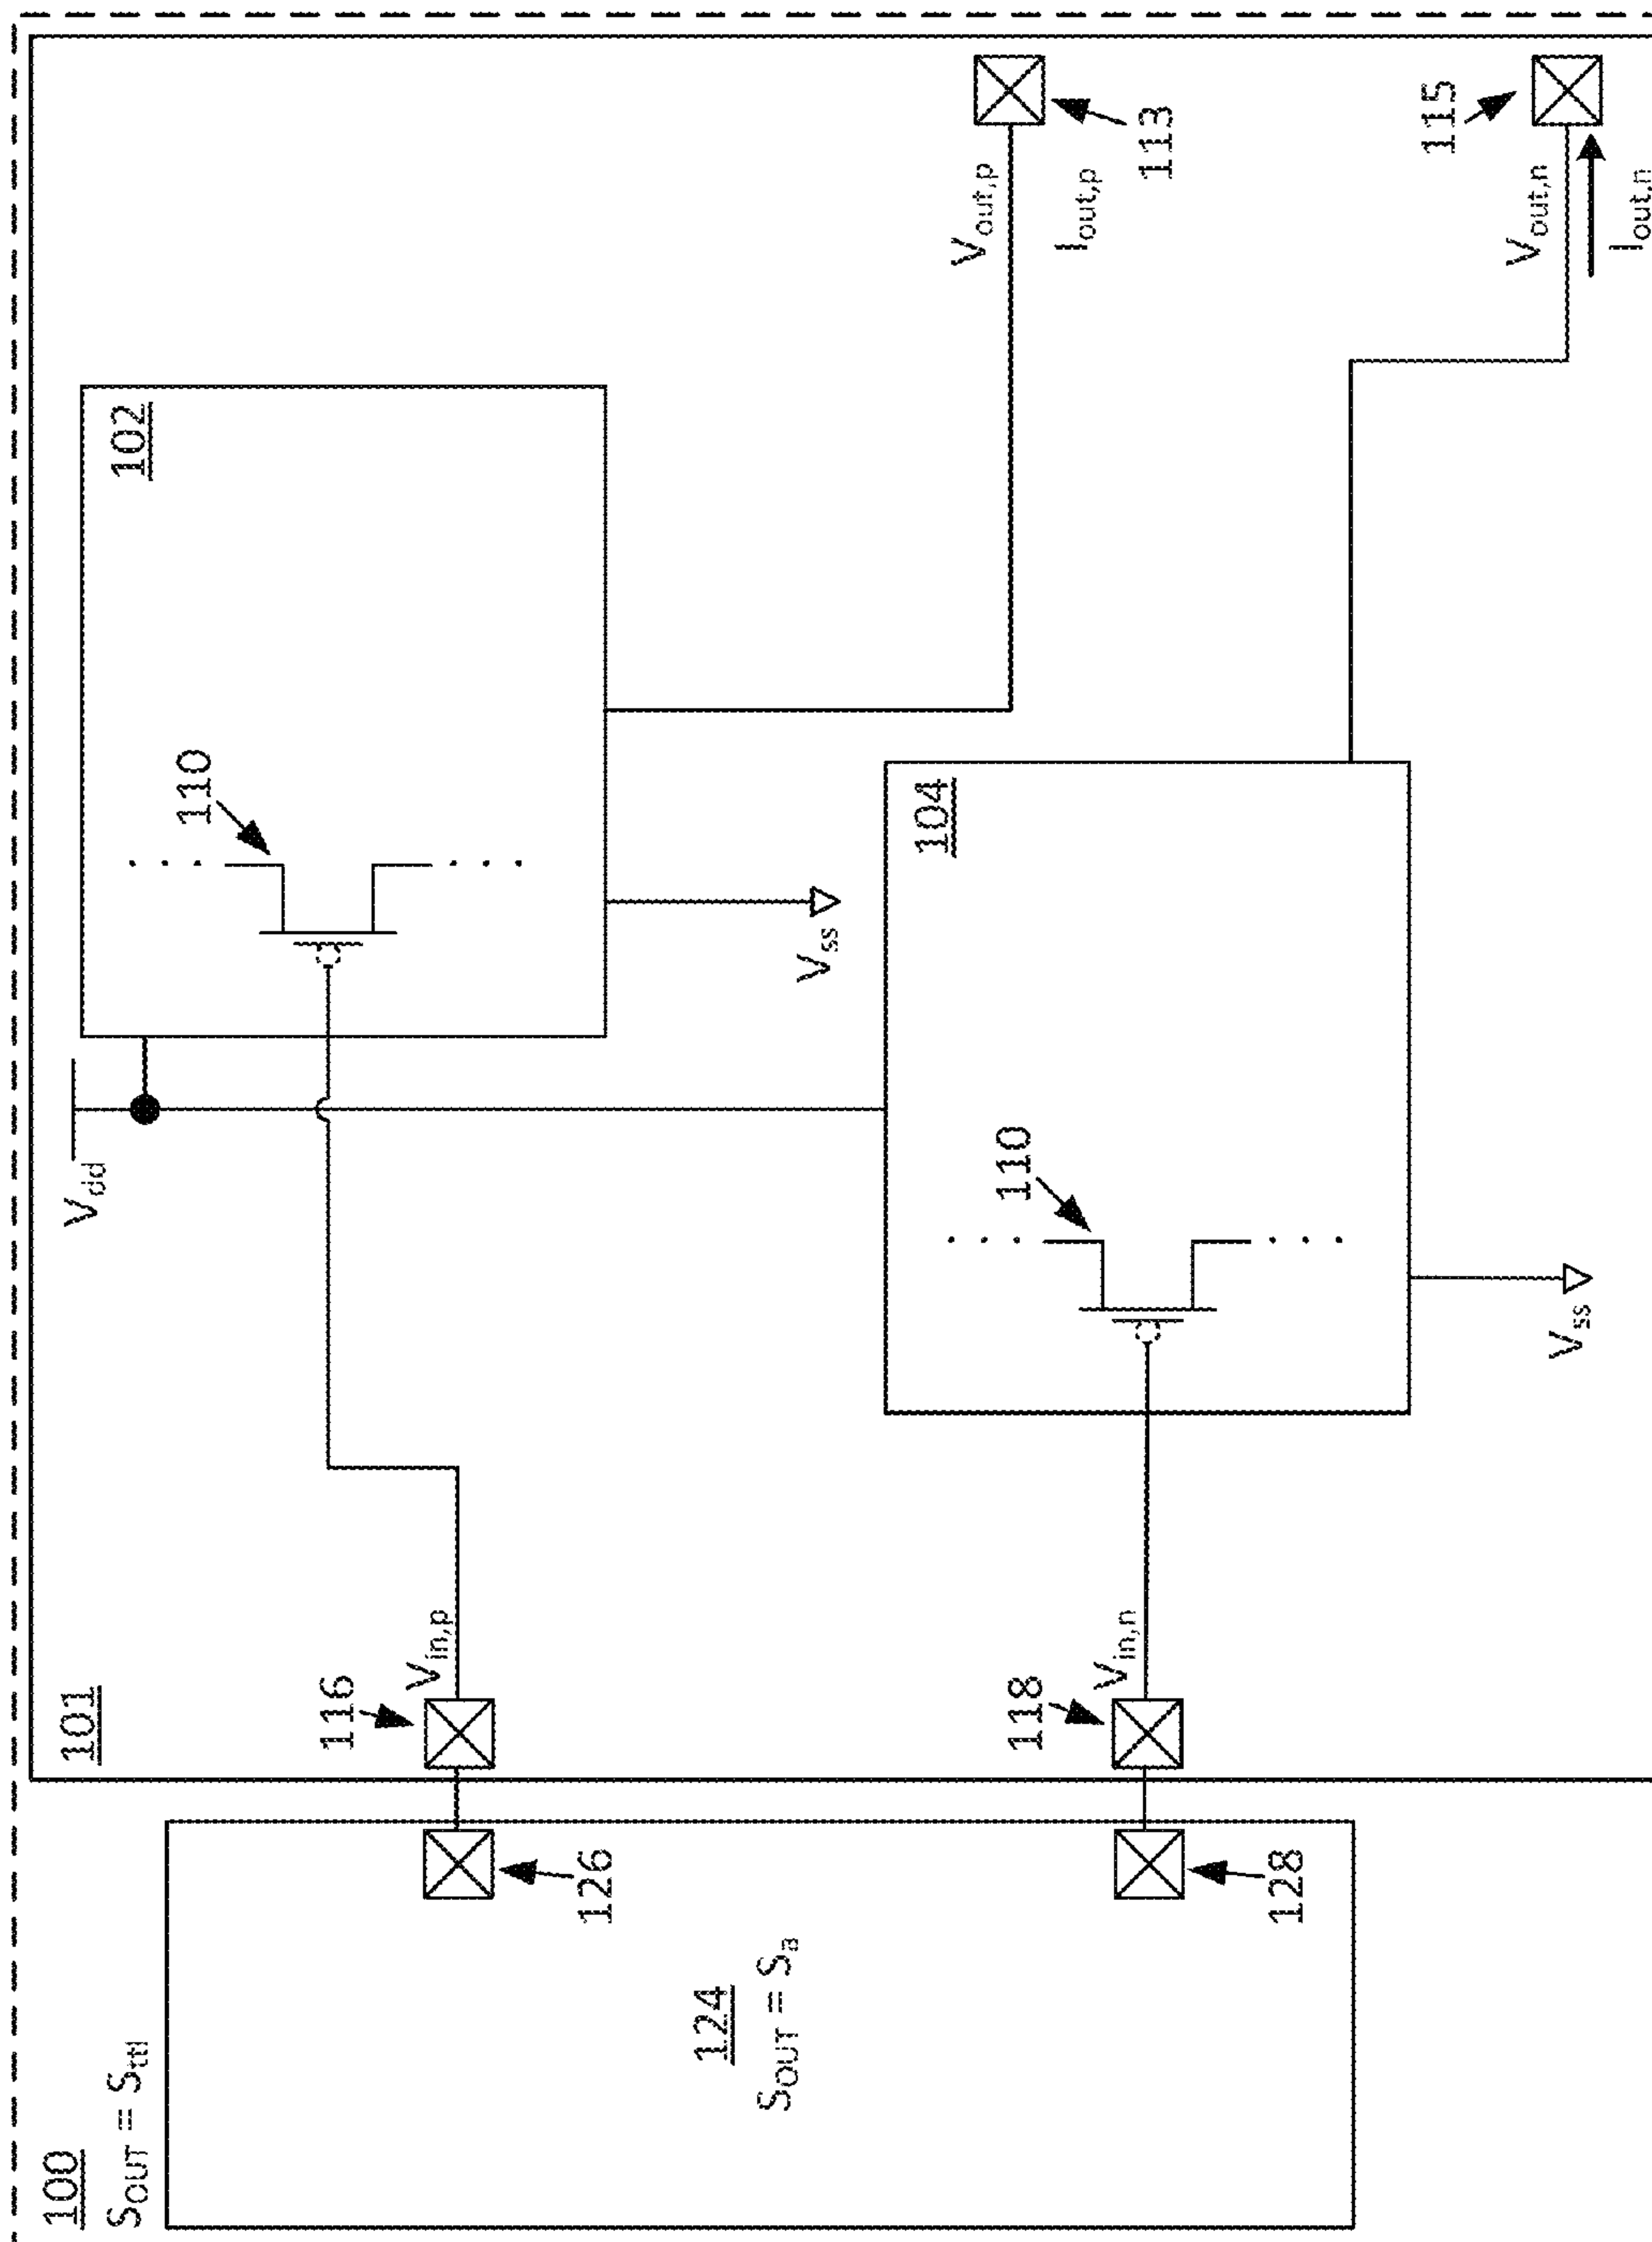 100
S_OUT = S_ttl
101
V_dd
102
110
116
V_in,p
126
124
S_OUT = S_a
V_ss
104
V_out,p
I_out,p
113
110
118
V_in,n
128
115
V_out,n
V_ss
I_out,n